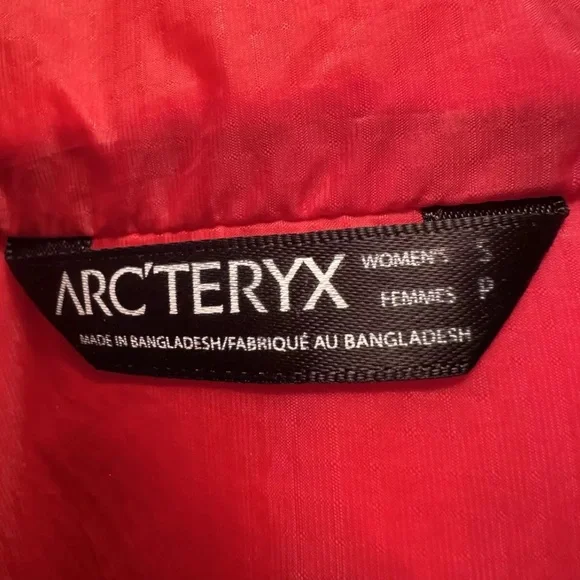 ARC'TERYX
WOMEN'S S
FEMMES P
MADE IN BANGLADESH/FABRIQUÉ AU BANGLADESH